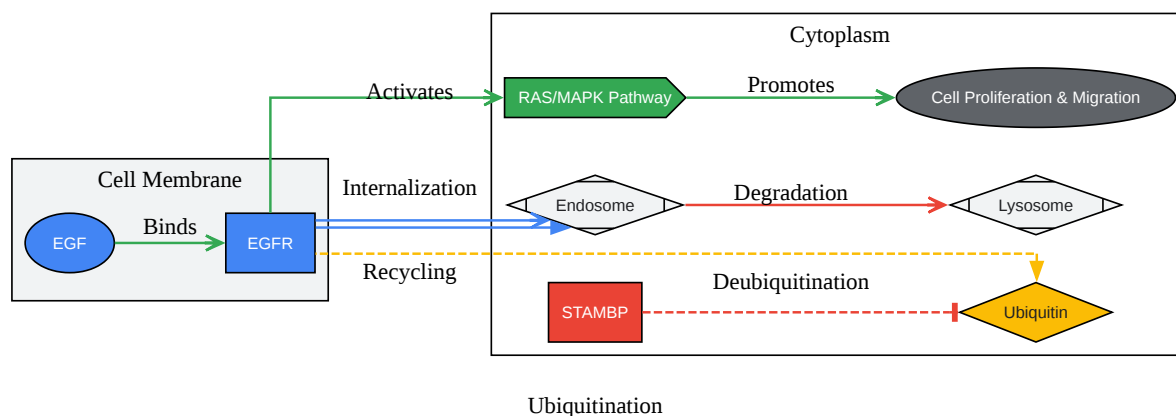 Cytoplasm
Activates
RAS/MAPK Pathway
Promotes
Cell Proliferation & Migration
Cell Membrane
Internalization
Endosome
Degradation
Lysosome
EGF
Binds
EGFR
Recycling
Deubiquitination
STAMBP
Ubiquitin
Ubiquitination